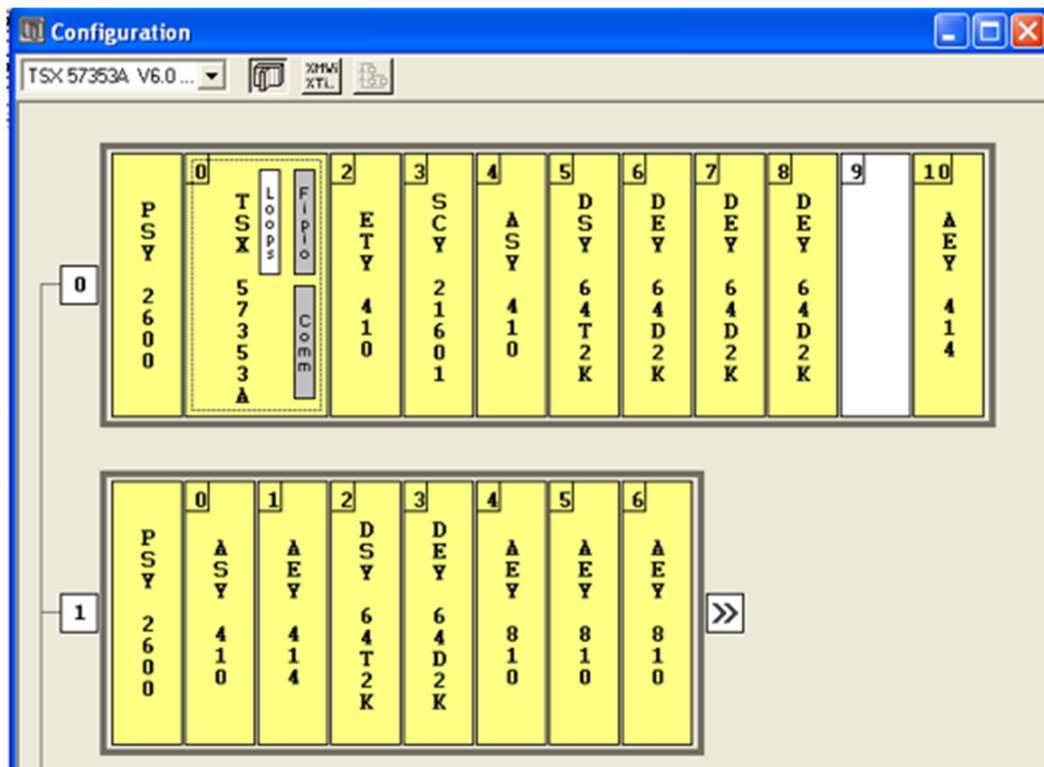 Configuration
TSX 57353A V6.0 ...
%MWi
%Ti..
0
PSY 2600
0
TSX 57353A
Loops
Fipio
Comm
2
ETY 410
3
SCY 21601
4
ASY 410
5
DSY 64T2K
6
DEY 64D2K
7
DEY 64D2K
8
DEY 64D2K
9
10
AEY 414
1
PSY 2600
0
ASY 410
1
AEY 414
2
DSY 64T2K
3
DEY 64D2K
4
AEY 810
5
AEY 810
6
AEY 810
>>